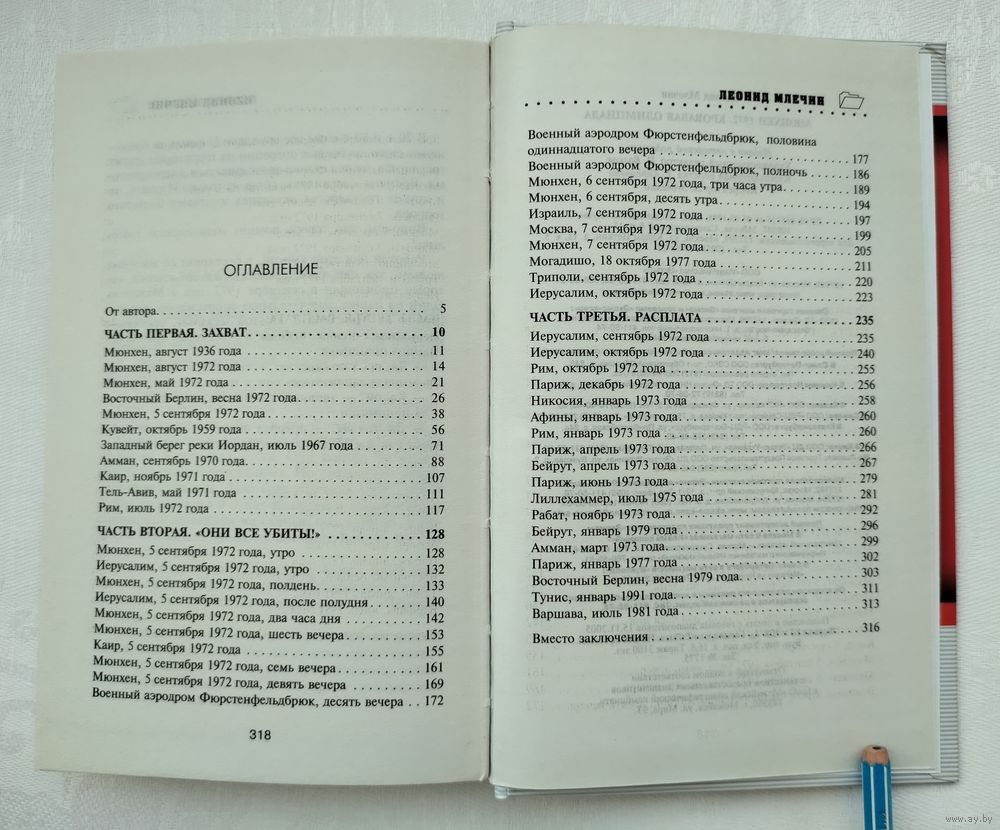 ОГЛАВЛЕНИЕ
От автора. 5
ЧАСТЬ ПЕРВАЯ. ЗАХВАТ 10
Мюнхен, август 1936 года 11
Мюнхен, август 1972 года 14
Мюнхен, май 1972 года 21
Восточный Берлин, весна 1972 года 26
Мюнхен, 5 сентября 1972 года 38
Кувейт, октябрь 1959 года 56
Западный берег реки Иордан, июль 1967 года 71
Амман, сентябрь 1970 года 88
Каир, ноябрь 1971 года 107
Тель-Авив, май 1971 года 111
Рим, июль 1972 года 117
ЧАСТЬ ВТОРАЯ. «ОНИ ВСЕ УБИТЫ!» 128
Мюнхен, 5 сентября 1972 года, утро 128
Иерусалим, 5 сентября 1972 года, утро 132
Мюнхен, 5 сентября 1972 года, полдень 133
Иерусалим, 5 сентября 1972 года, после полудня 140
Мюнхен, 5 сентября 1972 года, два часа дня 142
Мюнхен, 5 сентября 1972 года, шесть вечера 153
Каир, 5 сентября 1972 года 155
Мюнхен, 5 сентября 1972 года, семь вечера 161
Мюнхен, 5 сентября 1972 года, девять вечера 169
Военный аэродром Фюрстенфельдбрюк, десять вечера 172
318
ЛЕОНИД МЛЕЧИН
Военный аэродром Фюрстенфельдбрюк, половина
одиннадцатого вечера 177
Военный аэродром Фюрстенфельдбрюк, полночь 186
Мюнхен, 6 сентября 1972 года, три часа утра 189
Мюнхен, 6 сентября, десять утра 194
Израиль, 7 сентября 1972 года 197
Москва, 7 сентября 1972 года 199
Мюнхен, 7 сентября 1972 года 205
Могадишо, 18 октября 1977 года 211
Триполи, сентябрь 1972 года 220
Иерусалим, октябрь 1972 года 223
ЧАСТЬ ТРЕТЬЯ. РАСПЛАТА 235
Иерусалим, сентябрь 1972 года 235
Иерусалим, октябрь 1972 года 240
Рим, октябрь 1972 года 255
Париж, декабрь 1972 года 256
Никосия, январь 1973 года 258
Афины, январь 1973 года 260
Рим, январь 1973 года 260
Париж, апрель 1973 года 266
Бейрут, апрель 1973 года 267
Париж, июнь 1973 года 279
Лиллехаммер, июль 1975 года 281
Рабат, ноябрь 1973 года 292
Бейрут, январь 1979 года 296
Амман, март 1973 года 299
Париж, январь 1977 года 302
Восточный Берлин, весна 1979 года 303
Тунис, январь 1991 года 311
Варшава, июль 1981 года 313
Вместо заключения 316
www.ay.by